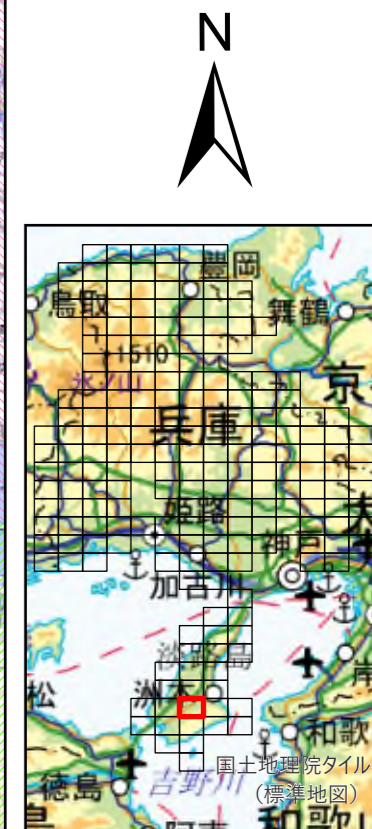 N
豊岡
鳥取
舞鶴
1510
氷ノ山
京
兵庫
姫路
神戸
加古川
淡路島
洲本
松
和歌
国土地理院タイル
徳島
吉野川
(標準地図)
和歌